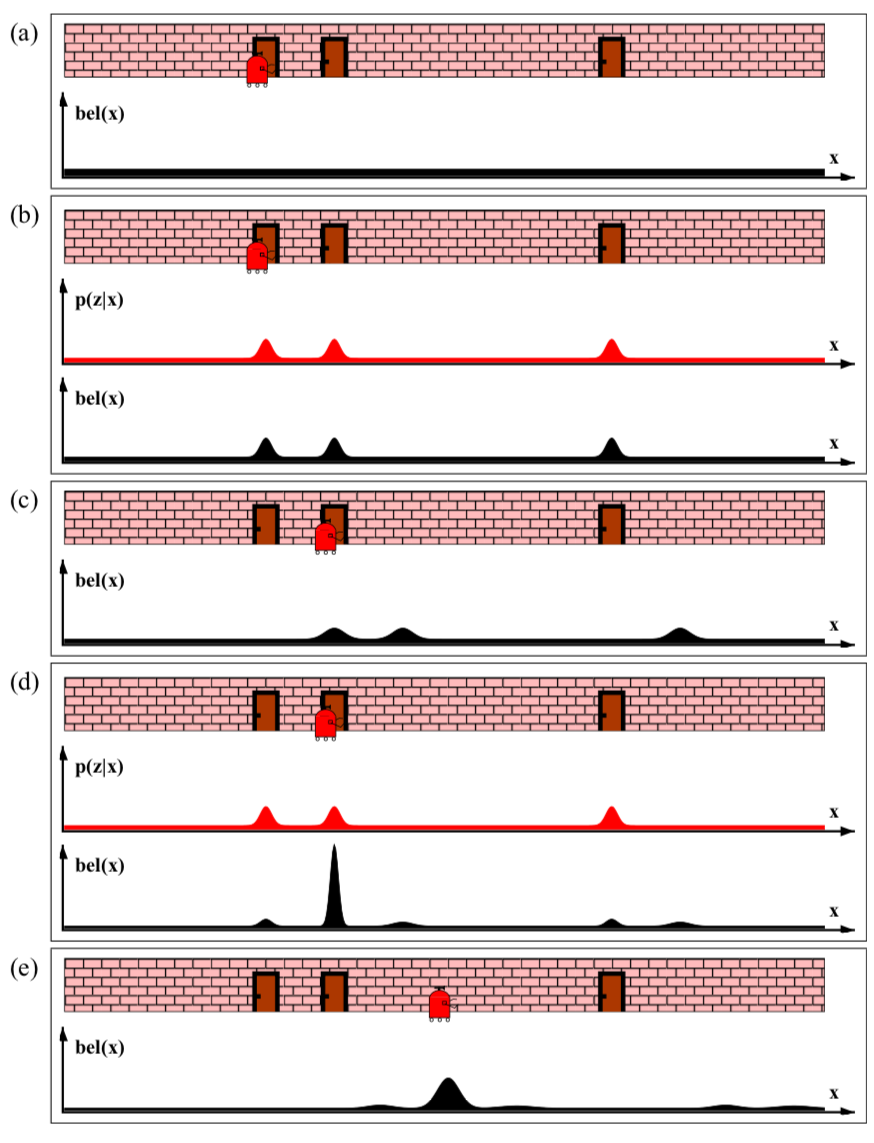 (a)
bel(x)
x
(b)
p(z|x)
x
bel(x)
x
(c)
bel(x)
x
(d)
p(z|x)
x
bel(x)
x
(e)
bel(x)
x